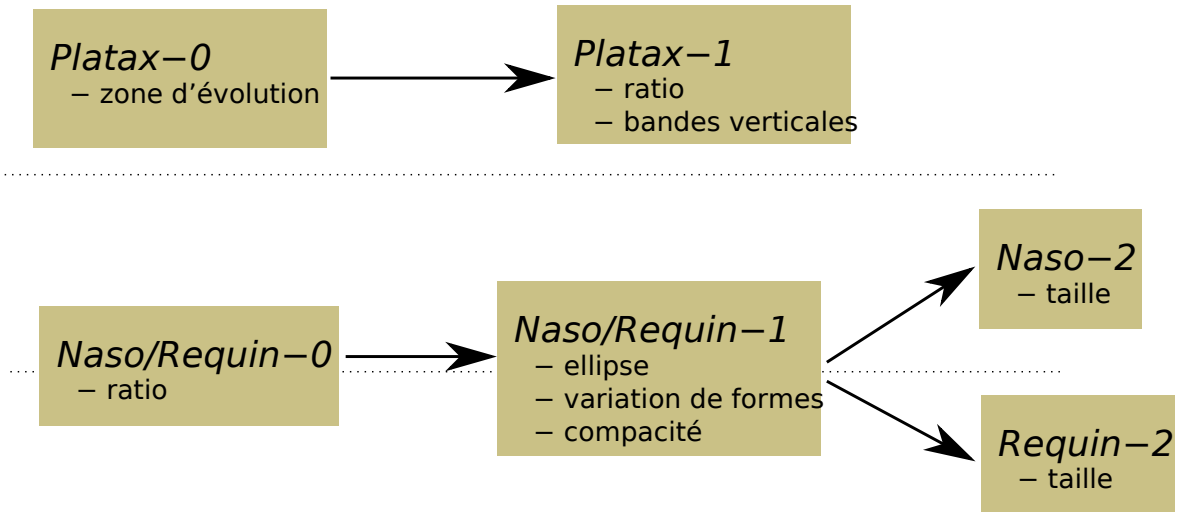 Platax−0
− zone d'évolution
Platax−1
− ratio
− bandes verticales
Naso/Requin−0
− ratio
Naso/Requin−1
− ellipse
− variation de formes
− compacité
Naso−2
− taille
Requin−2
− taille